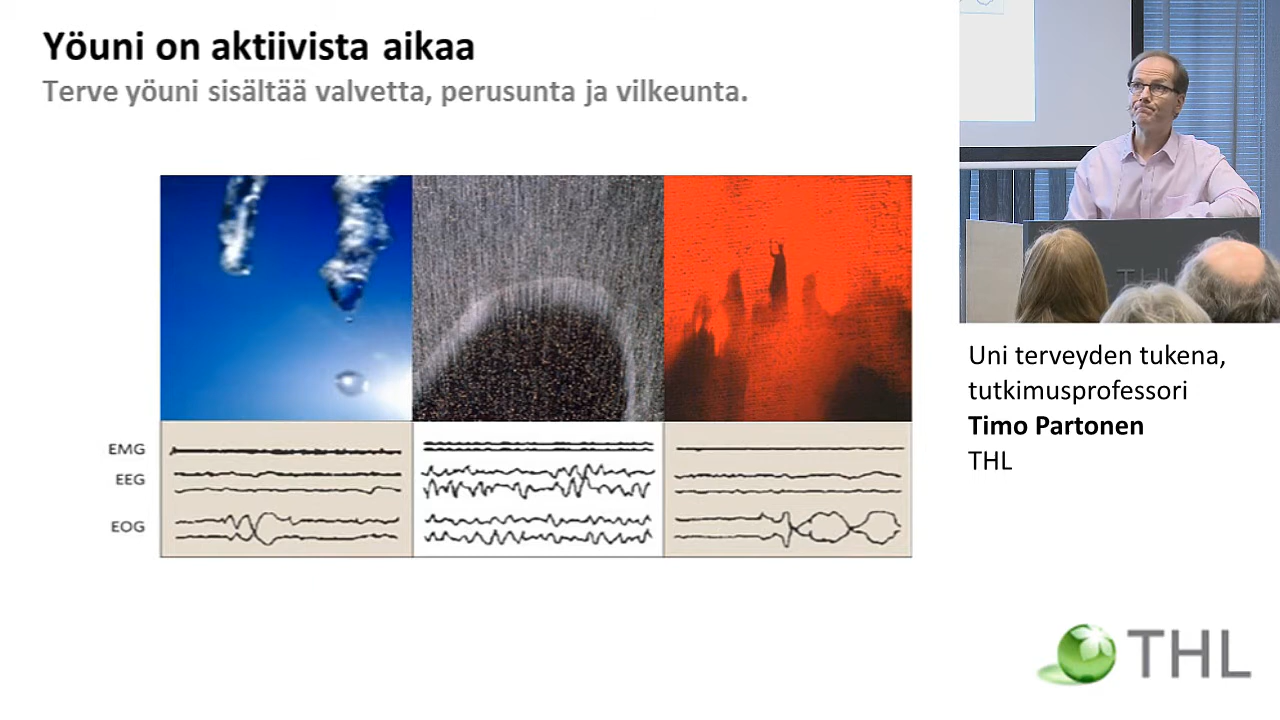 Yöuni on aktiivista aikaa
Terve yöuni sisältää valvetta, perusunta ja vilkeunta.
EMG
EEG
EOG
THL
Uni terveyden tukena,
tutkimusprofessori
Timo Partonen
THL
THL